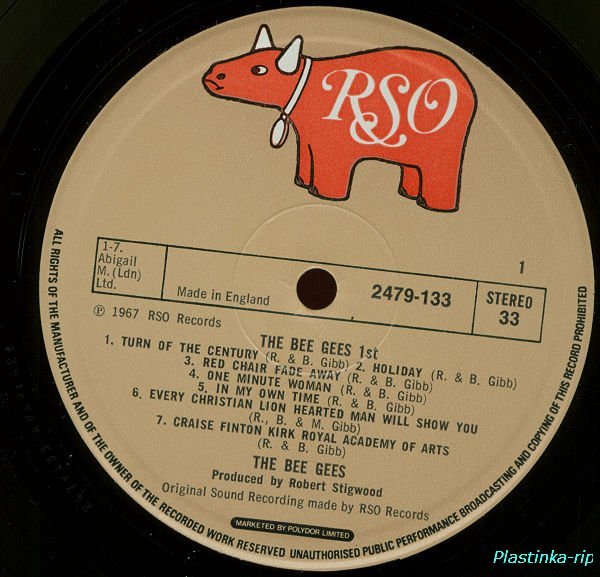 RSO
1
1-7.
Abigail
M. (Ldn)
Ltd.
Made in England
2479-133
STEREO
33
℗ 1967 RSO Records
THE BEE GEES 1st
1. TURN OF THE CENTURY (R. & B. Gibb) 2. HOLIDAY (R. & B. Gibb)
3. RED CHAIR FADE AWAY (R. & B. Gibb)
4. ONE MINUTE WOMAN (R. & B. Gibb)
5. IN MY OWN TIME (R. & B. Gibb)
6. EVERY CHRISTIAN LION HEARTED MAN WILL SHOW YOU
(R., B. & M. Gibb)
7. CRAISE FINTON KIRK ROYAL ACADEMY OF ARTS
(R. & B. Gibb)
THE BEE GEES
Produced by Robert Stigwood
Original Sound Recording made by RSO Records
MARKETED BY POLYDOR LIMITED
ALL RIGHTS OF THE MANUFACTURER AND OF THE OWNER OF THE RECORDED WORK RESERVED UNAUTHORISED PUBLIC PERFORMANCE BROADCASTING AND COPYING OF THIS RECORD PROHIBITED
Plastinka-rip